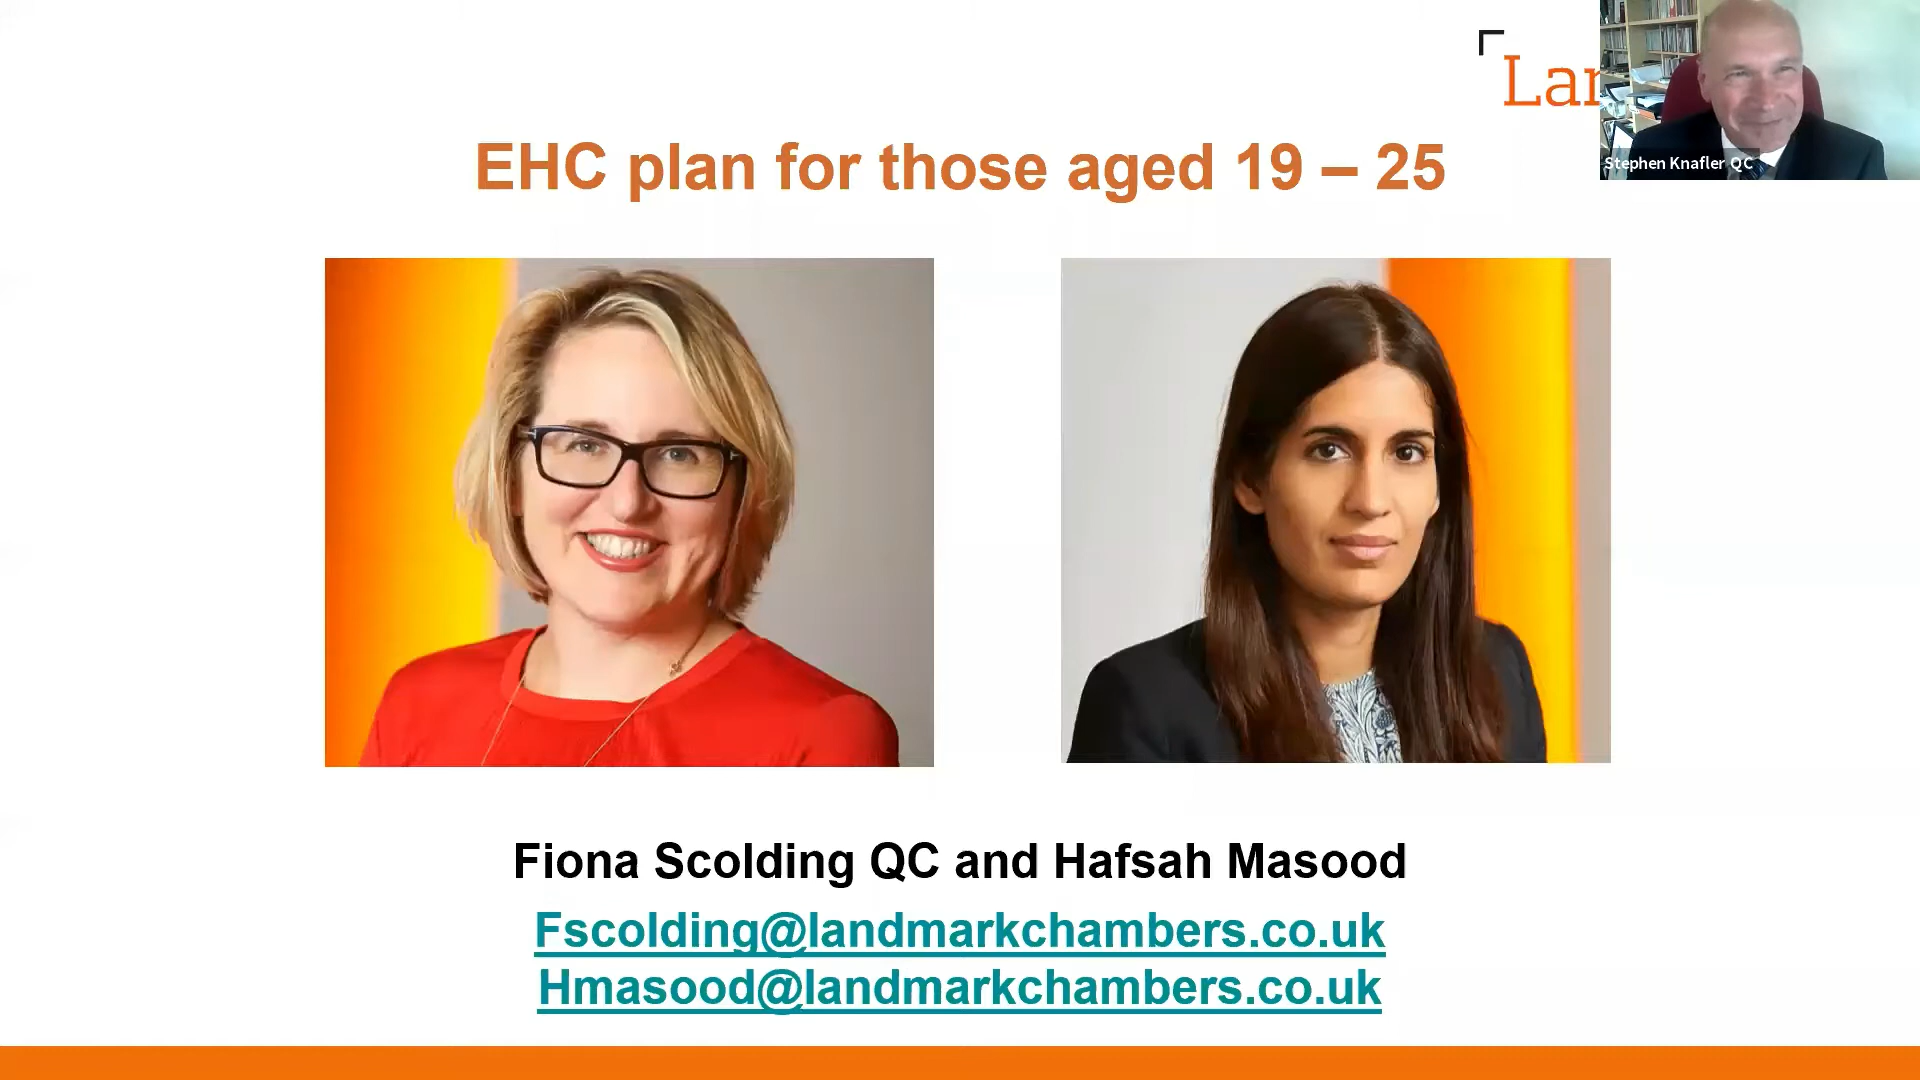 Lar
Stephen Knafler QC
EHC plan for those aged 19 – 25
Fiona Scolding QC and Hafsah Masood
Fscolding@landmarkchambers.co.uk
Hmasood@landmarkchambers.co.uk